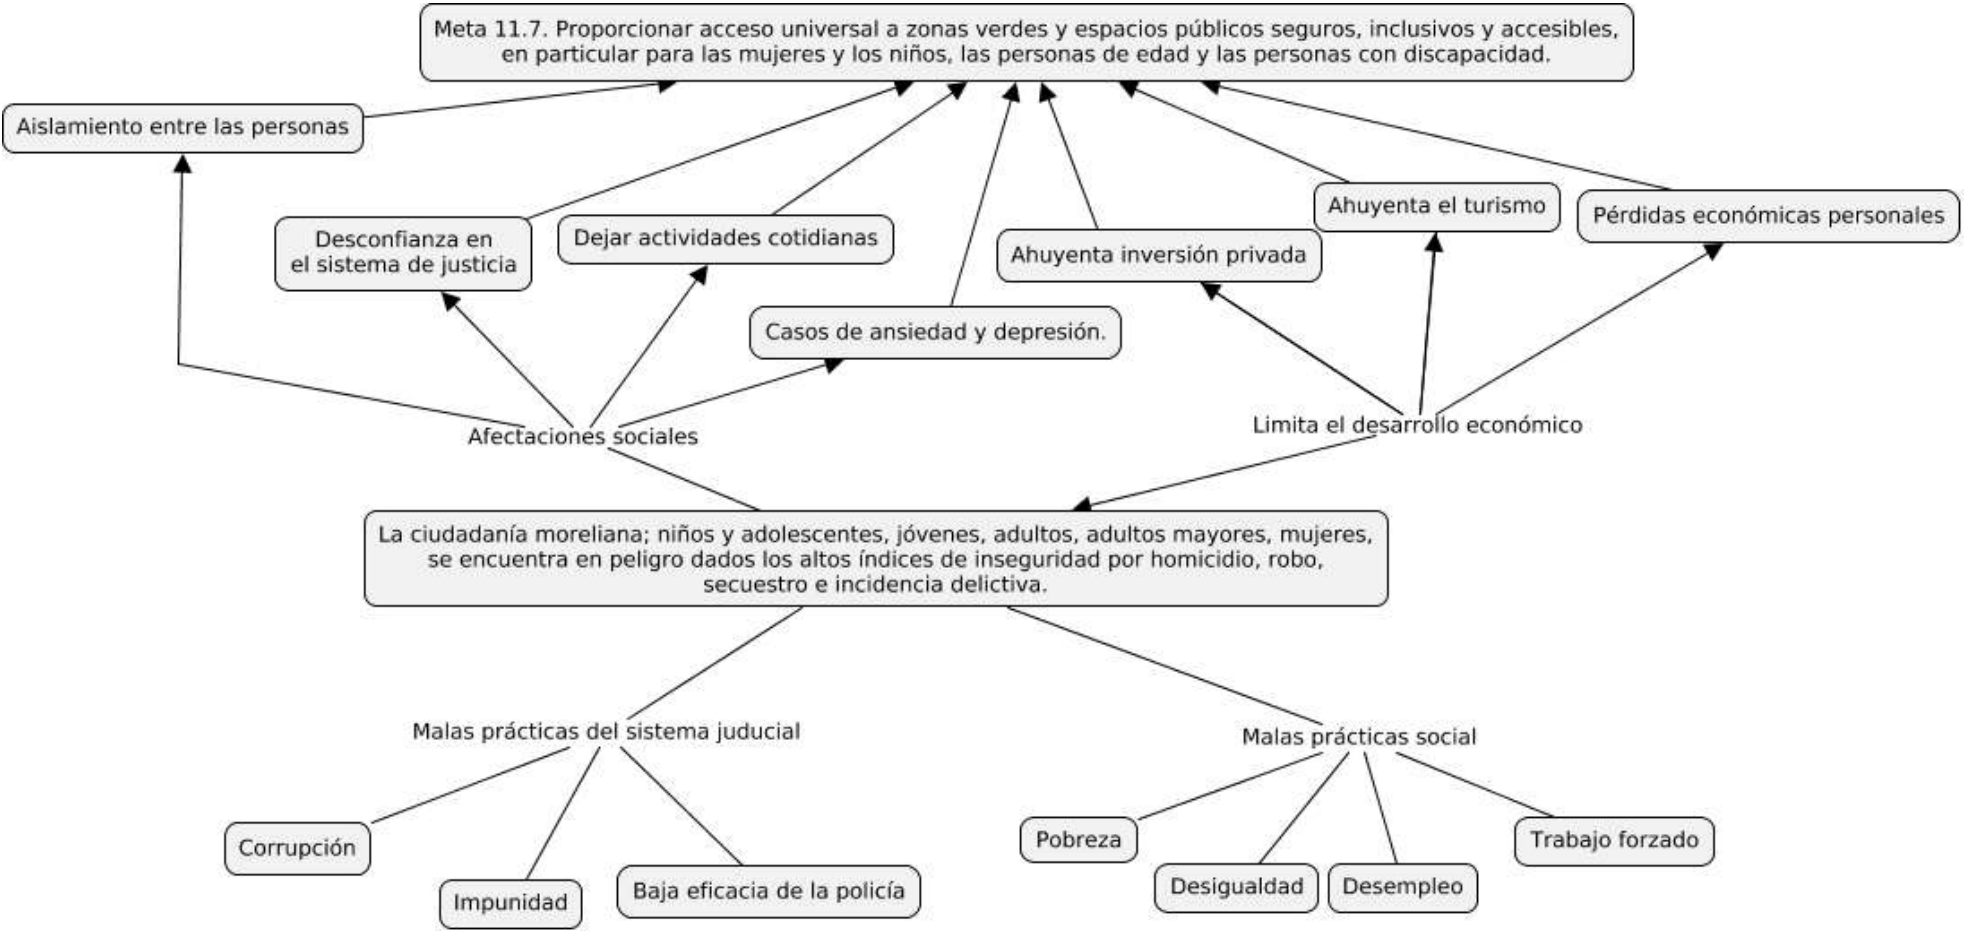 Meta 11.7. Proporcionar acceso universal a zonas verdes y espacios públicos seguros, inclusivos y accesibles,
en particular para las mujeres y los niños, las personas de edad y las personas con discapacidad.
Aislamiento entre las personas
Desconfianza en
el sistema de justicia
Dejar actividades cotidianas
Casos de ansiedad y depresión.
Ahuyenta inversión privada
Ahuyenta el turismo
Pérdidas económicas personales
Afectaciones sociales
Limita el desarrollo económico
La ciudadanía moreliana; niños y adolescentes, jóvenes, adultos, adultos mayores, mujeres,
se encuentra en peligro dados los altos índices de inseguridad por homicidio, robo,
secuestro e incidencia delictiva.
Malas prácticas del sistema juducial
Malas prácticas social
Corrupción
Impunidad
Baja eficacia de la policía
Pobreza
Desigualdad
Desempleo
Trabajo forzado